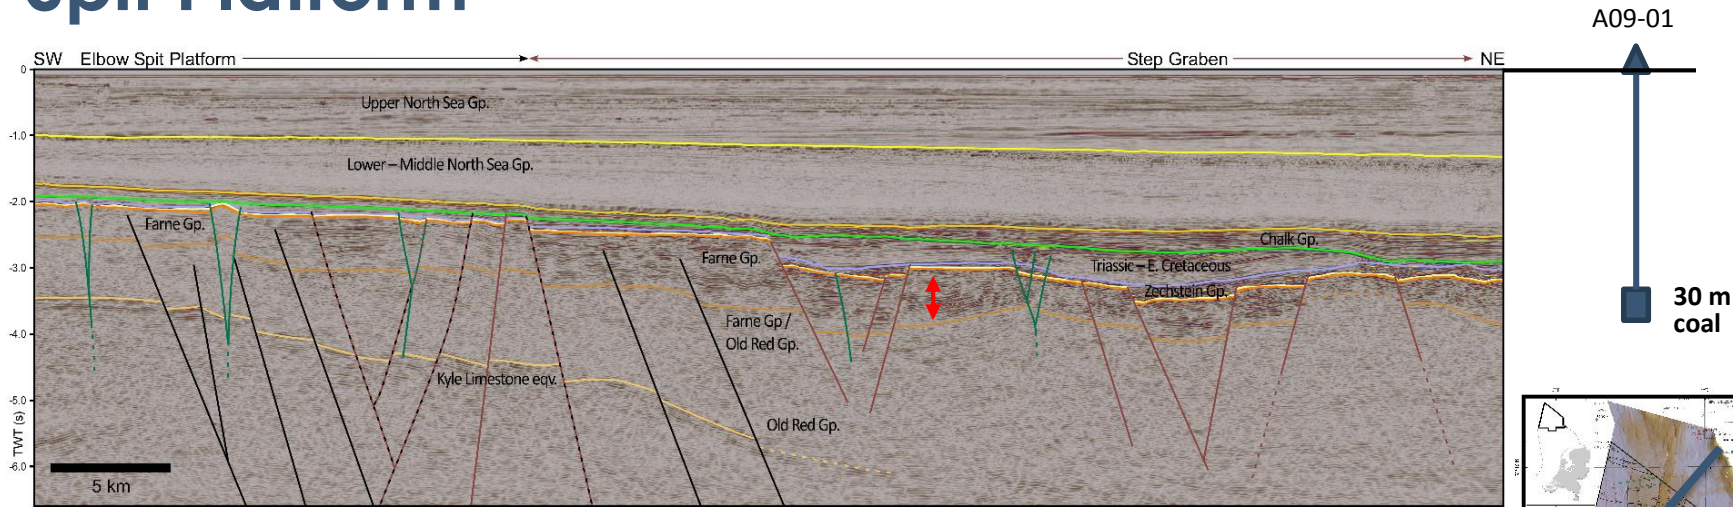 Spit Platform
A09-01
SW Elbow Spit Platform
Step Graben
NE
0
Upper North Sea Gp.
-1.0
Lower – Middle North Sea Gp.
-2.0
Farne Gp.
Chalk Gp.
Farne Gp.
-3.0
Triassic – E. Cretaceous
Zechstein Gp.
30 m
coal
Farne Gp /
Old Red Gp.
-4.0
Kyle Limestone eqv.
-5.0
Old Red Gp.
TWT (s)
-6.0
5 km